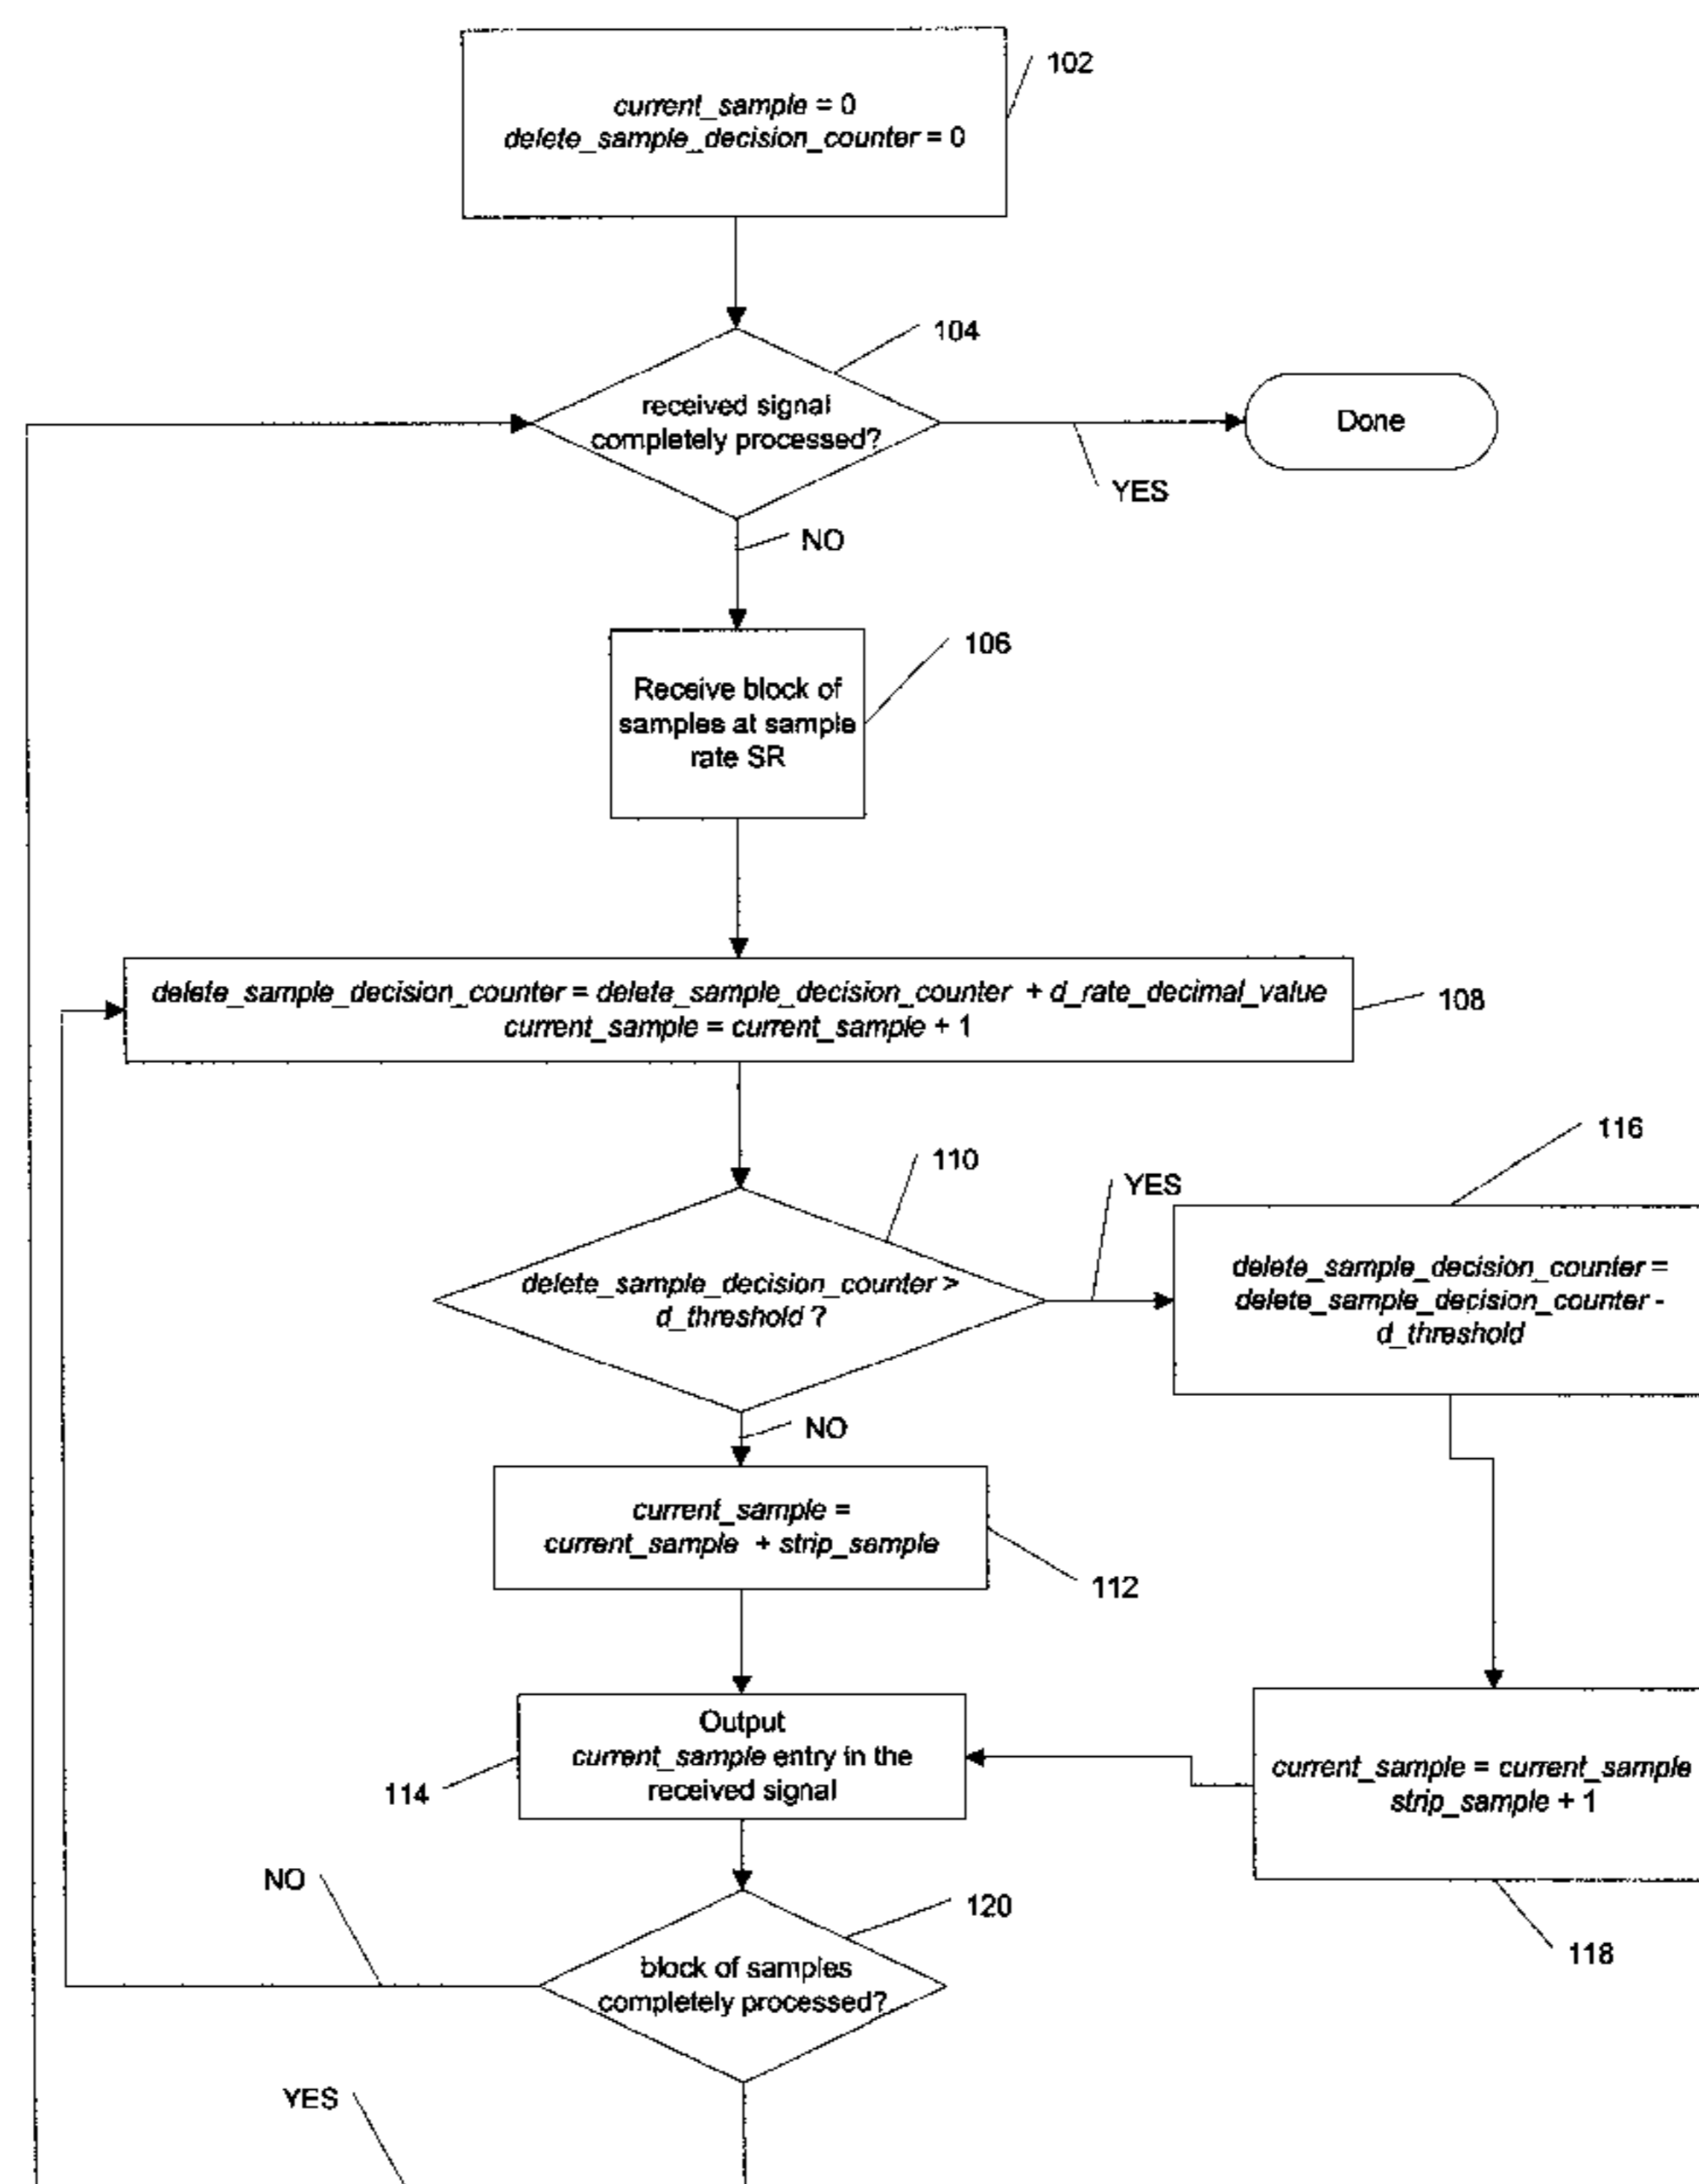 102
current_sample = 0
delete_sample_decision_counter = 0
104
received signal
completely processed?
Done
YES
NO
106
Receive block of
samples at sample
rate SR
delete_sample_decision_counter = delete_sample_decision_counter + d_rate_decimal_value
current_sample = current_sample + 1
108
116
110
YES
delete_sample_decision_counter >
d_threshold ?
delete_sample_decision_counter =
delete_sample_decision_counter -
d_threshold
NO
current_sample =
current_sample + strip_sample
112
Output
current_sample entry in the
received signal
114
current_sample = current_sample
strip_sample + 1
118
NO
120
block of samples
completely processed?
YES